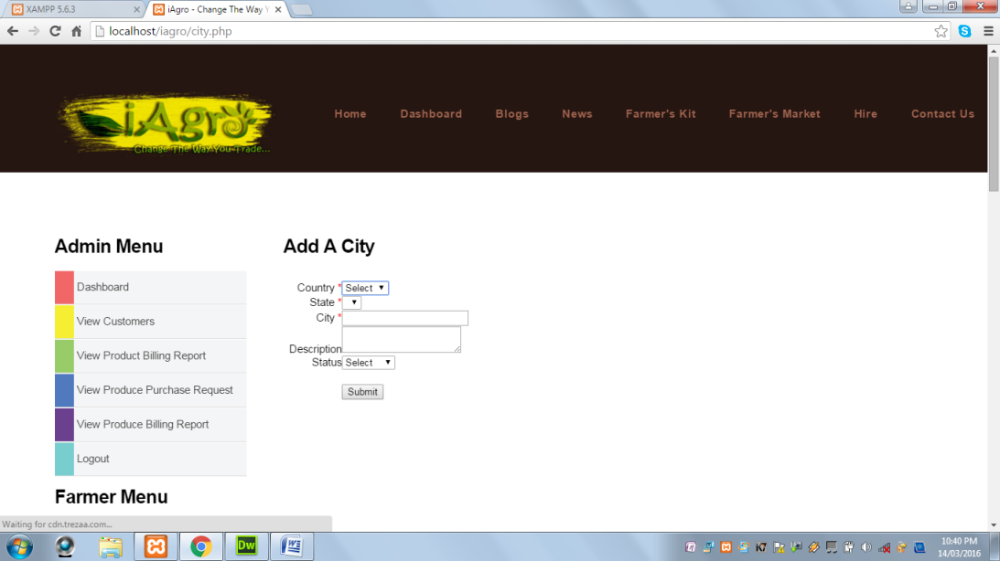 XAMPP 5.6.3
iAgro - Change The Way Y
localhost/iagro/city.php
iAgro
Change The Way You Trade...
Home
Dashboard
Blogs
News
Farmer's Kit
Farmer's Market
Hire
Contact Us
Admin Menu
Dashboard
View Customers
View Product Billing Report
View Produce Purchase Request
View Produce Billing Report
Logout
Farmer Menu
Add A City
Country * Select
State *
City *
Description
Status Select
Submit
Waiting for cdn.trezaa.com...
Dw
W
K7
10:40 PM
14/03/2016